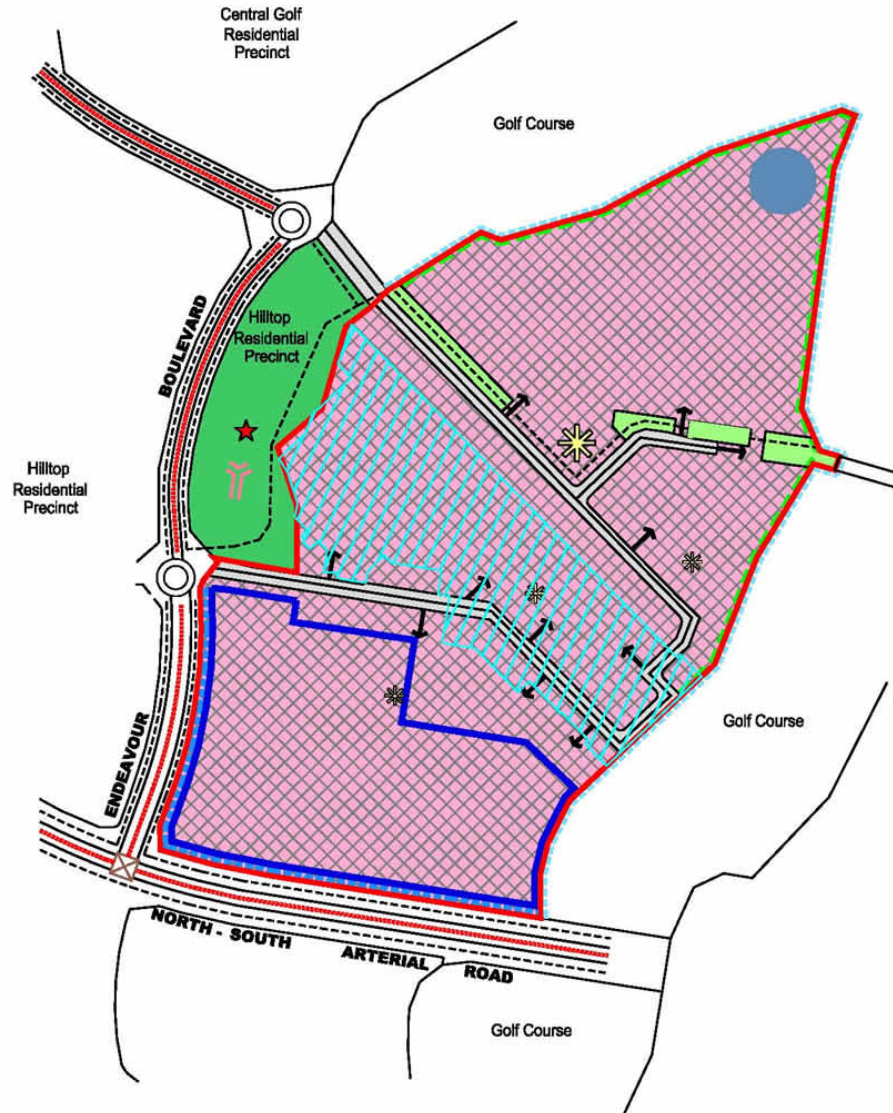 Central Golf
Residential
Precinct
Golf Course
BOULEVARD
Hilltop
Residential
Precinct
Hilltop
Residential
Precinct
ENDEAVOUR
Golf Course
NORTH - SOUTH ARTERIAL ROAD
Golf Course